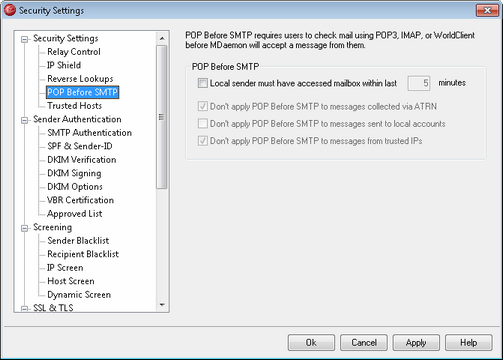 Security Settings
Security Settings
Relay Control
IP Shield
Reverse Lookups
POP Before SMTP
Trusted Hosts
Sender Authentication
SMTP Authentication
SPF & Sender-ID
DKIM Verification
DKIM Signing
DKIM Options
VBR Certification
Approved List
Screening
Sender Blacklist
Recipient Blacklist
IP Screen
Host Screen
Dynamic Screen
SSL & TLS
POP Before SMTP requires users to check mail using POP3, IMAP, or WorldClient
before MDaemon will accept a message from them.
POP Before SMTP
Local sender must have accessed mailbox within last 5 minutes
Don't apply POP Before SMTP to messages collected via ATRN
Don't apply POP Before SMTP to messages sent to local accounts
Don't apply POP Before SMTP to messages from trusted IPs
Ok Cancel Apply Help